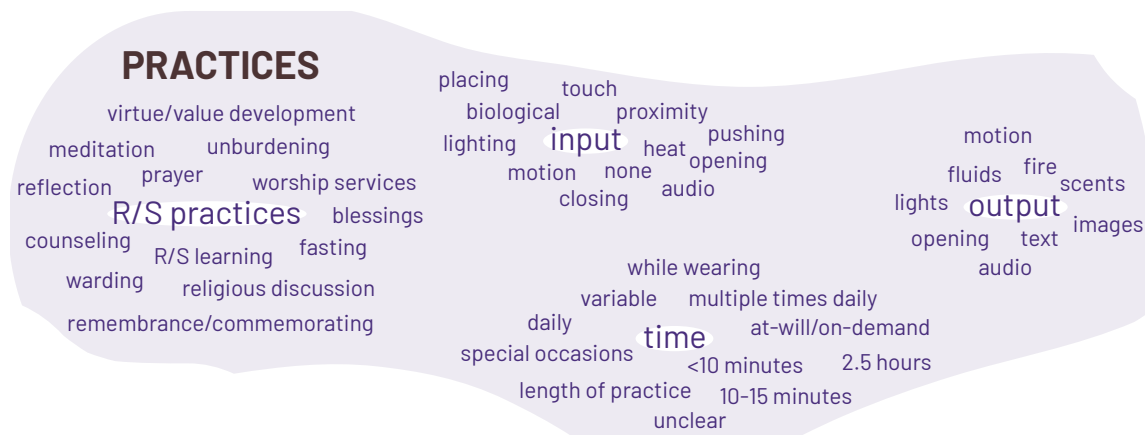 PRACTICES
virtue/value development
meditation
unburdening
prayer
reflection
worship services
R/S practices
blessings
counseling
fasting
R/S learning
warding
religious discussion
remembrance/commemorating
placing
touch
biological
proximity
lighting
input
pushing
heat
opening
motion
none
closing
audio
motion
fluids
fire
scents
lights
output
images
opening
text
audio
while wearing
variable
multiple times daily
daily
time
at-will/on-demand
special occasions
<10 minutes
2.5 hours
length of practice
10-15 minutes
unclear